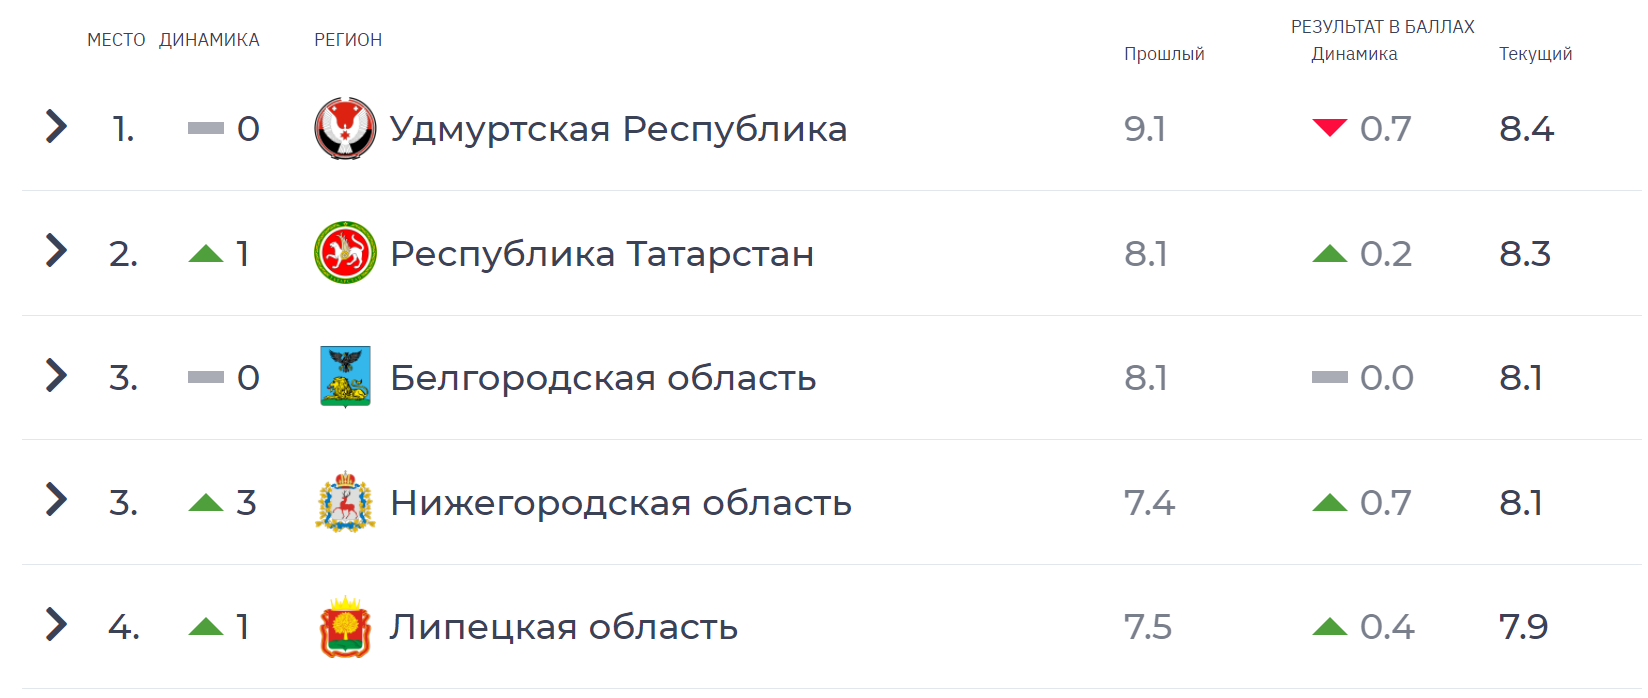 МЕСТО ДИНАМИКА РЕГИОН РЕЗУЛЬТАТ В БАЛЛАХ
Прошлый Динамика Текущий
1. 0 Удмуртская Республика 9.1 0.7 8.4
2. 1 Республика Татарстан 8.1 0.2 8.3
3. 0 Белгородская область 8.1 0.0 8.1
3. 3 Нижегородская область 7.4 0.7 8.1
4. 1 Липецкая область 7.5 0.4 7.9